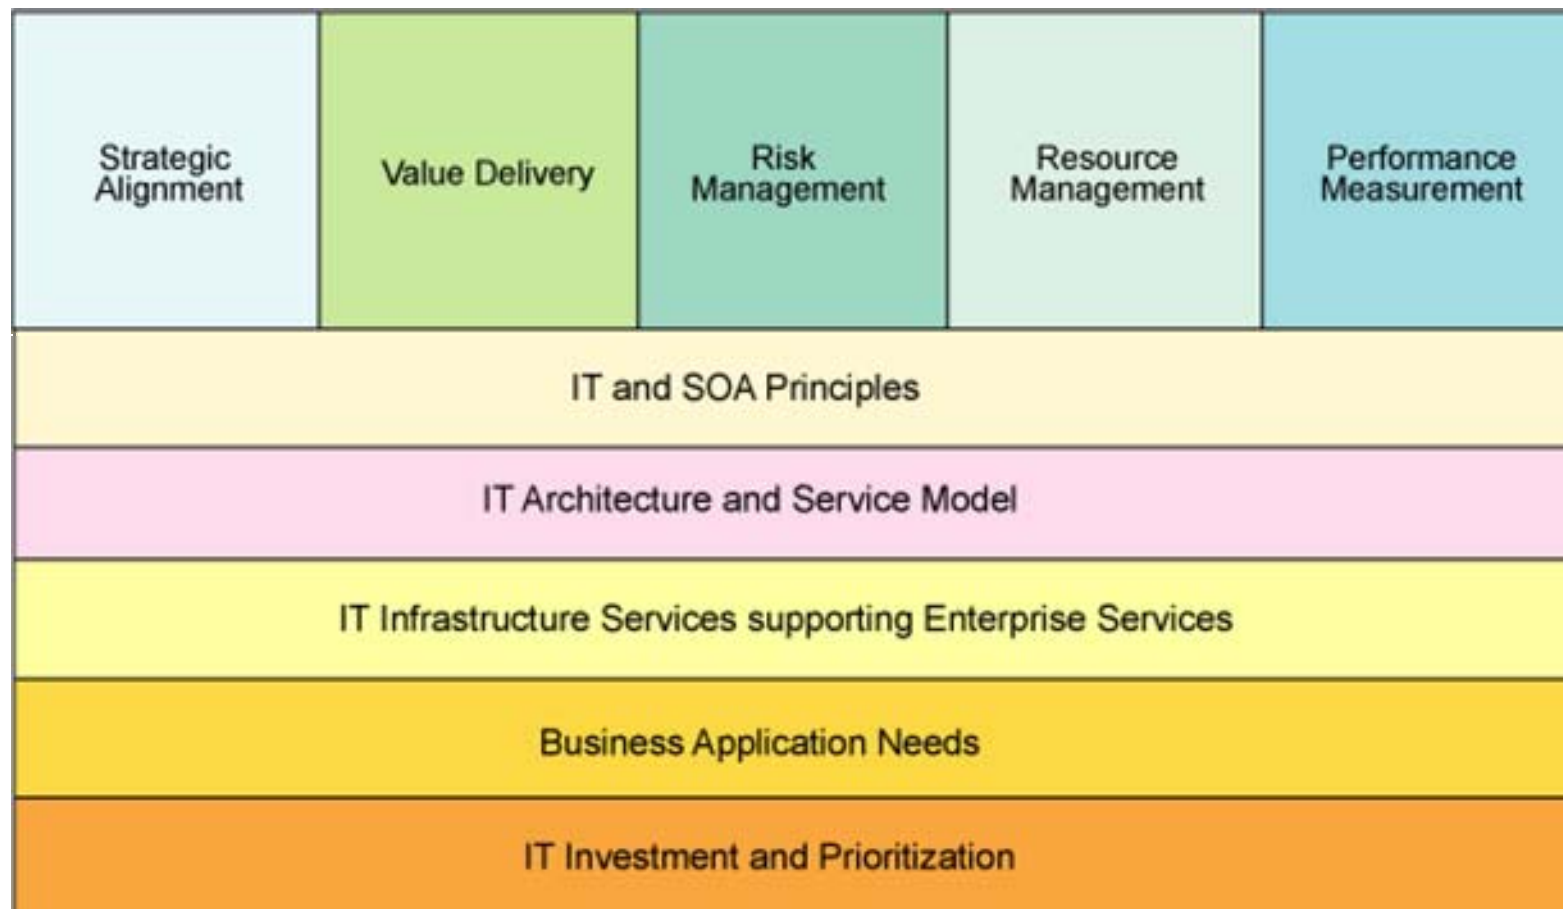 Strategic
Alignment
Value Delivery
Risk
Management
Resource
Management
Performance
Measurement
IT and SOA Principles
IT Architecture and Service Model
IT Infrastructure Services supporting Enterprise Services
Business Application Needs
IT Investment and Prioritization